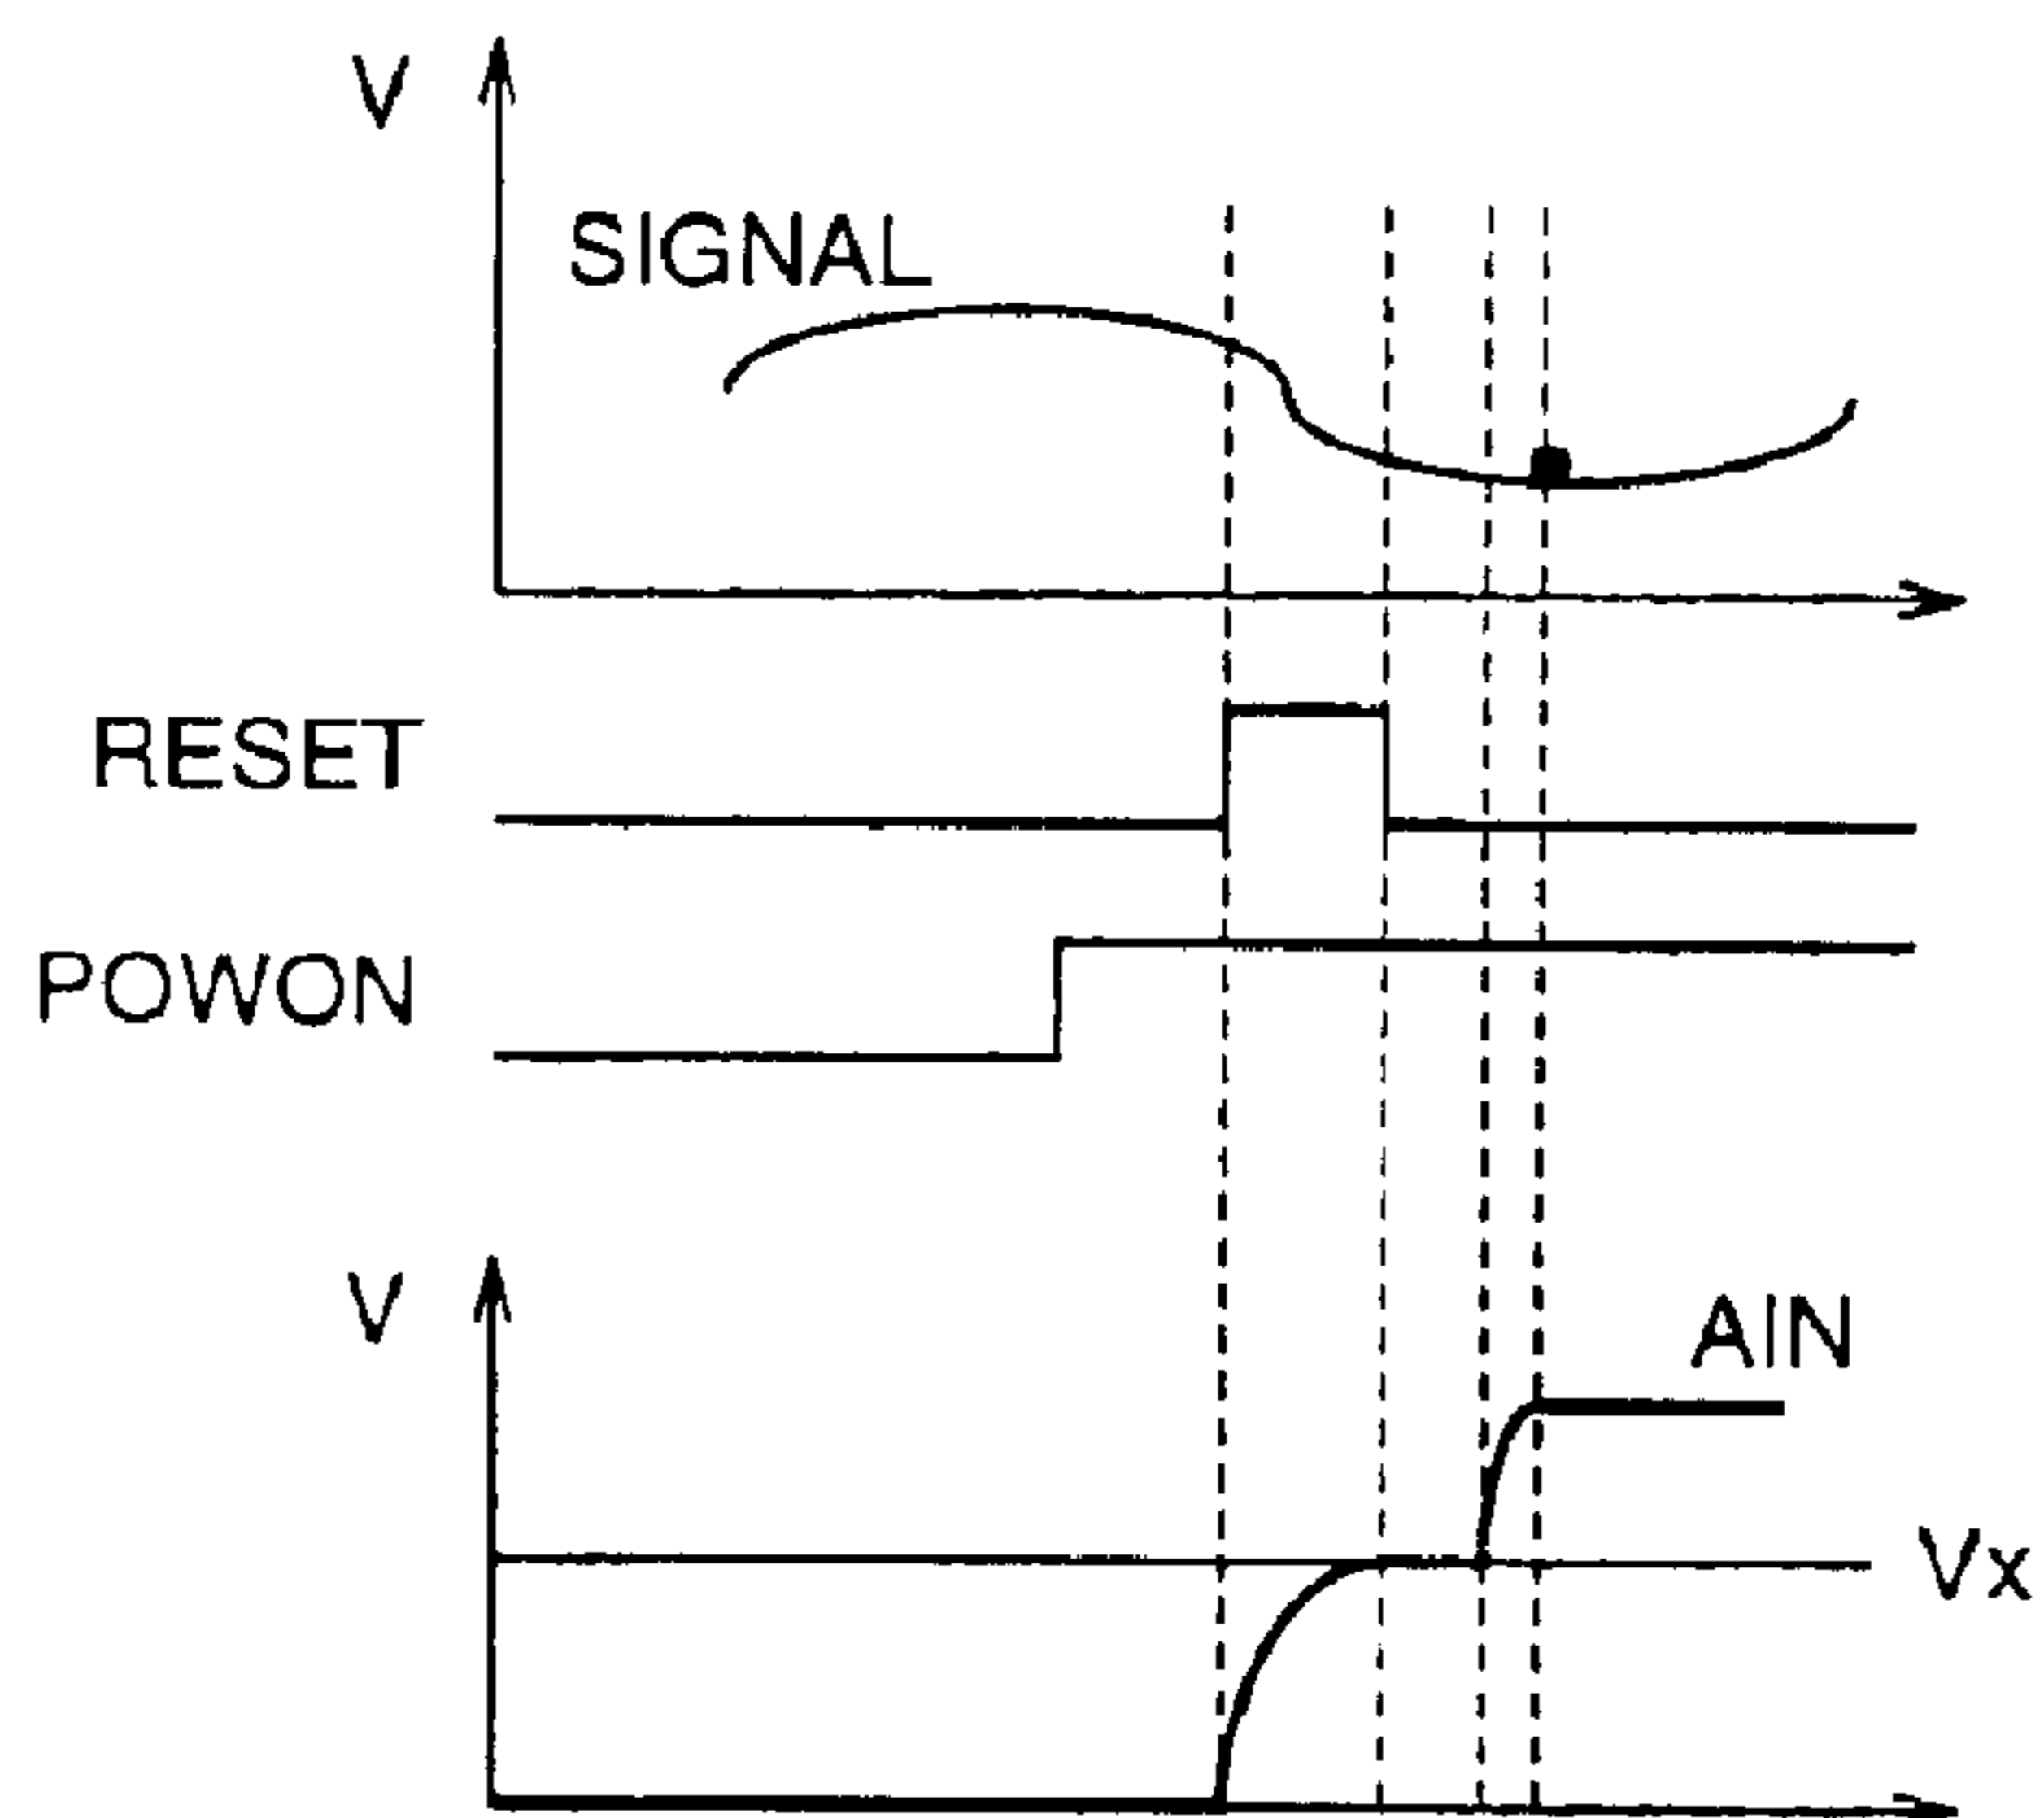 V
SIGNAL
RESET
POWON
V
AIN
Vx